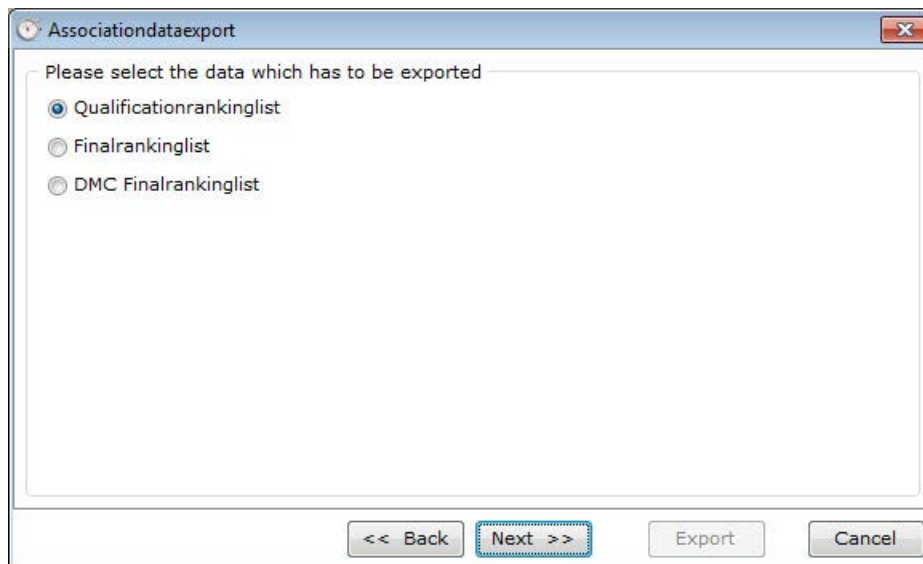 Associationdataexport
Please select the data which has to be exported
Qualificationrankinglist
Finalrankinglist
DMC Finalrankinglist
<< Back Next >> Export Cancel